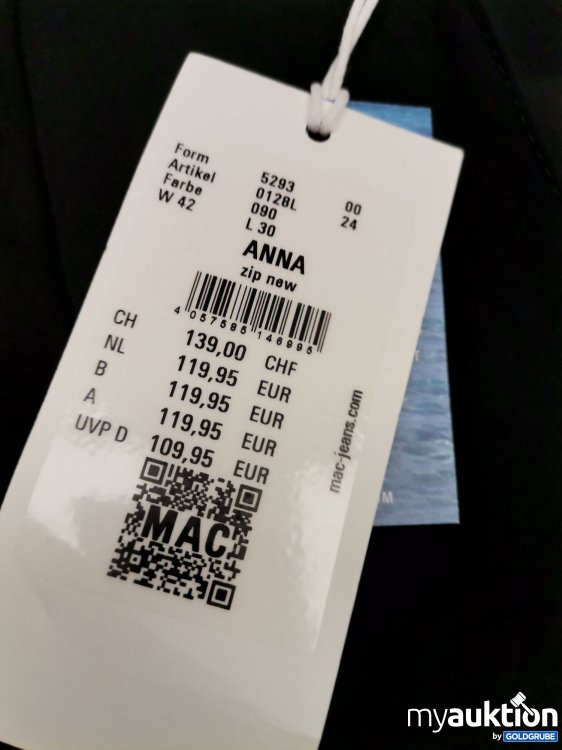 Form 5293 00
Artikel 0128L 24
Farbe 090
W 42 L 30
ANNA
zip new
4 057585 146995
CH 139,00 CHF
NL 119,95 EUR
B 119,95 EUR
A 119,95 EUR
UVP D 109,95 EUR
mac-jeans.com
MAC
T
M
myauktion
by GOLDGRUBE